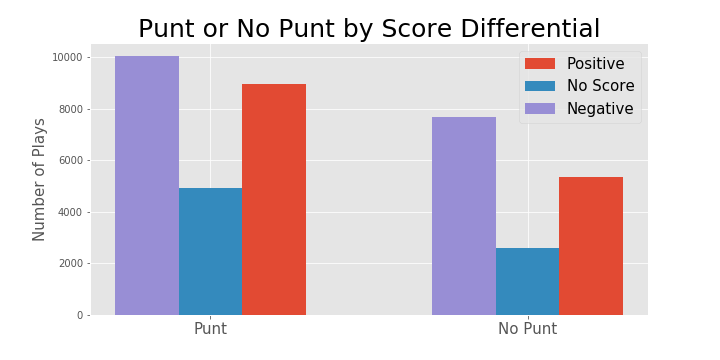 Punt or No Punt by Score Differential
Positive
No Score
Negative
Number of Plays
10000
8000
6000
4000
2000
0
Punt
No Punt